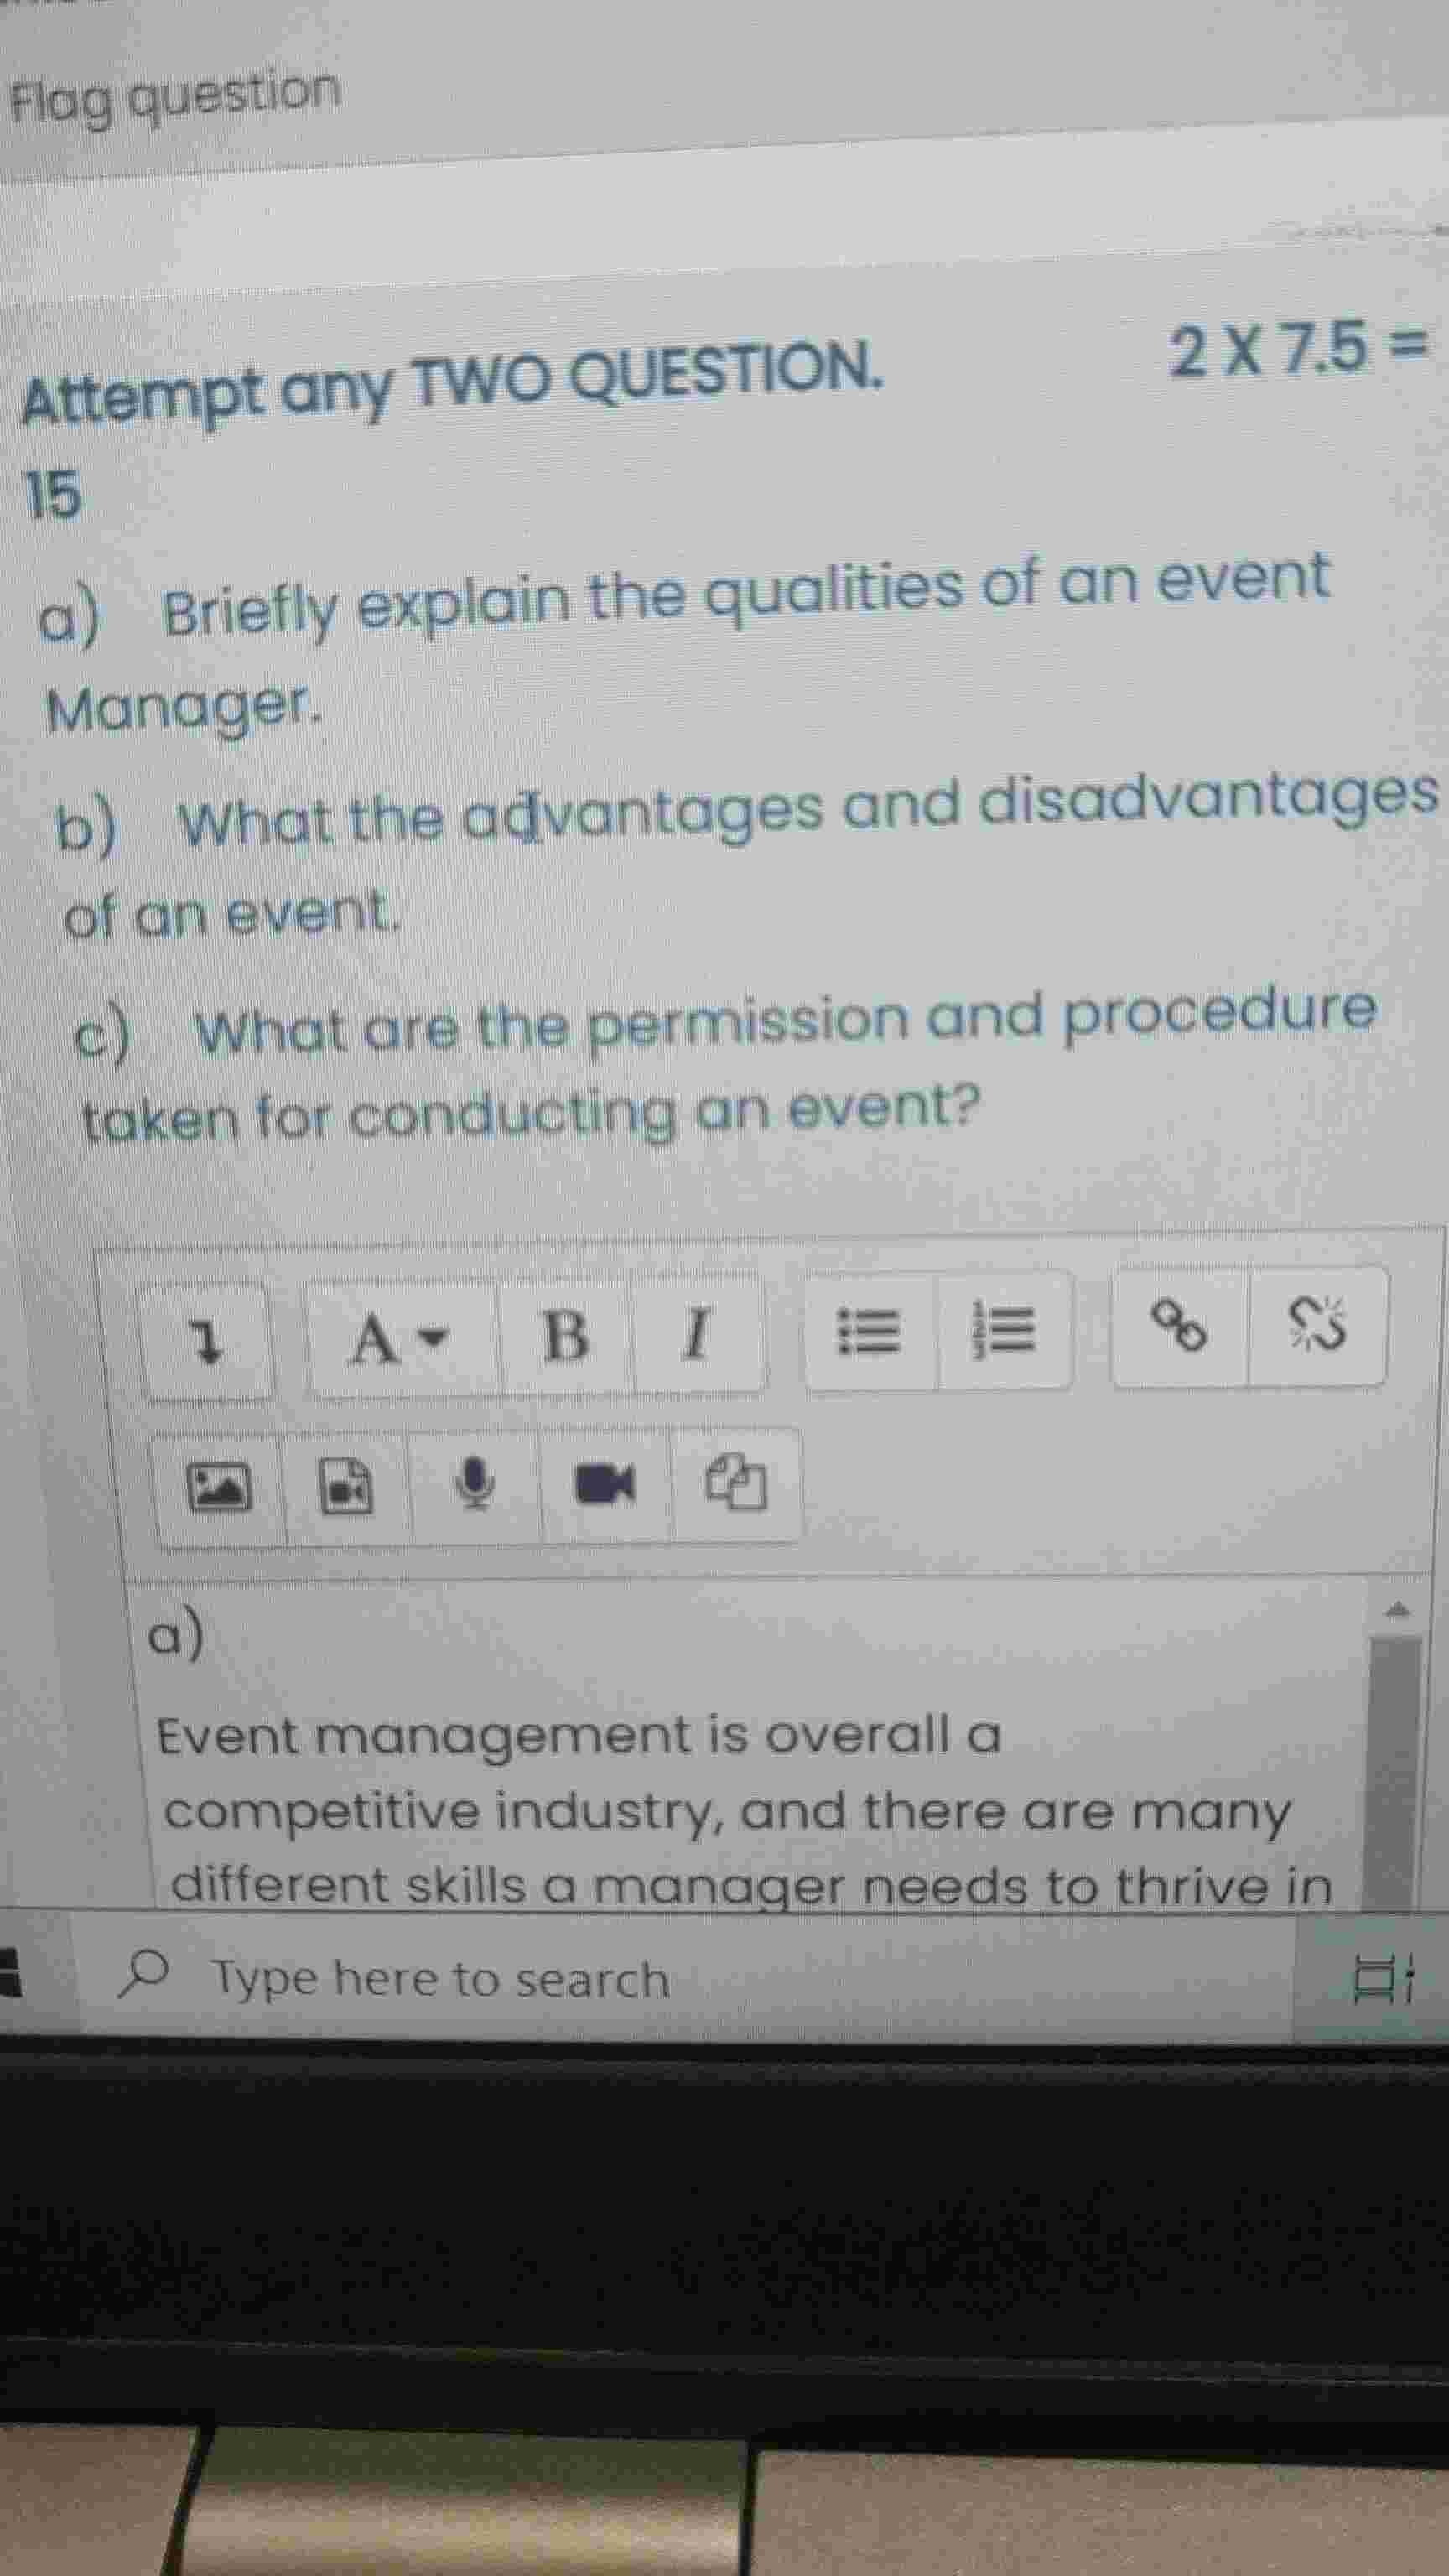 Flag question
Attempt any TWO QUESTION. 2 X 7.5 =
15
a) Briefly explain the qualities of an event
Manager.
b) What the advantages and disadvantages
of an event.
c) What are the permission and procedure
taken for conducting an event?
A B I
a)
Event management is overall a
competitive industry, and there are many
different skills a manager needs to thrive in
Type here to search